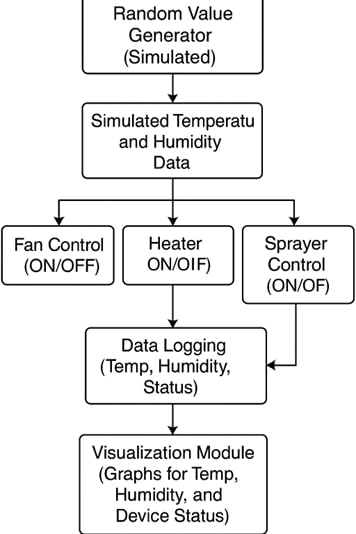 Random Value
Generator
(Simulated)
Simulated Temperatu
and Humidity
Data
Fan Control
(ON/OFF)
Heater
ON/OIF)
Sprayer
Control
(ON/OF)
Data Logging
(Temp, Humidity,
Status)
Visualization Module
(Graphs for Temp,
Humidity, and
Device Status)